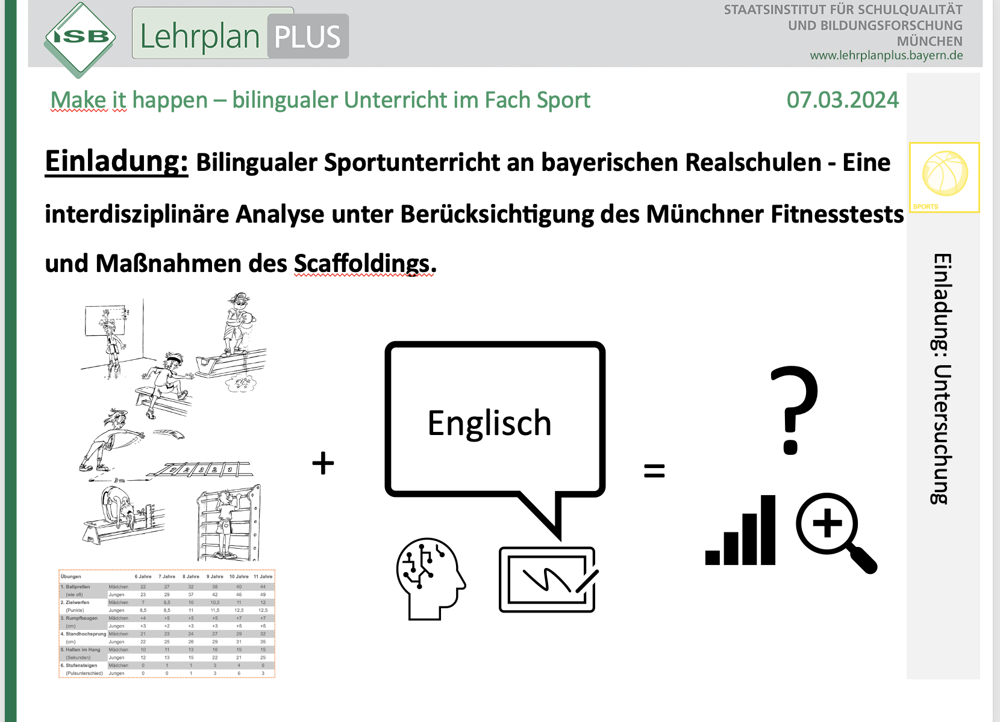 ISB
Lehrplan PLUS
STAATSINSTITUT FÜR SCHULQUALITÄT
UND BILDUNGSFORSCHUNG
MÜNCHEN
www.lehrplanplus.bayern.de
Make it happen – bilingualer Unterricht im Fach Sport 07.03.2024
Einladung: Bilingualer Sportunterricht an bayerischen Realschulen - Eine
interdisziplinäre Analyse unter Berücksichtigung des Münchner Fitnesstests
und Maßnahmen des Scaffoldings.
SPORTS
Einladung: Untersuchung
1 2 3 2 1
3m
+
Englisch
=
?
Übungen 6 Jahre 7 Jahre 8 Jahre 9 Jahre 10 Jahre 11 Jahre
1. Ballprellen Mädchen 22 27 32 38 40 44
(wie oft) Jungen 23 29 37 42 46 49
2. Zielwerfen Mädchen 7 8,5 10 10,5 11 12
(Punkte) Jungen 8,5 8,5 11 11,5 12,5 12,5
3. Rumpfbeugen Mädchen +4 +5 +5 +5 +7 +7
(cm) Jungen +3 +2 +3 +3 +5 +5
4. Standhochsprung Mädchen 21 23 24 27 29 32
(cm) Jungen 22 25 26 29 31 35
5. Halten im Hang Mädchen 10 11 13 16 15 15
(Sekunden) Jungen 12 13 15 22 21 25
6. Stufensteigen Mädchen 0 1 1 3 4 6
(Pulsunterschied) Jungen 0 0 1 3 6 3